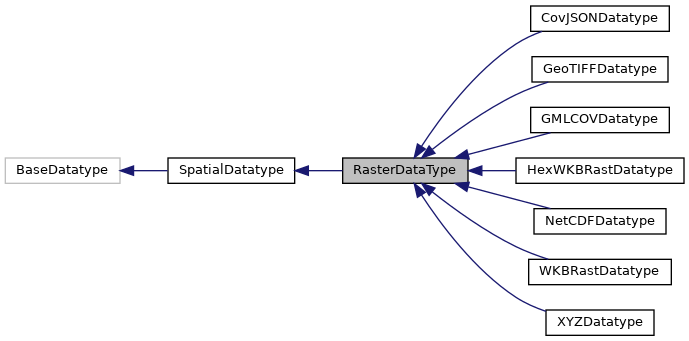 BaseDatatype
SpatialDatatype
RasterDataType
CovJSONDatatype
GeoTIFFDatatype
GMLCOVDatatype
HexWKBRastDatatype
NetCDFDatatype
WKBRastDatatype
XYZDatatype